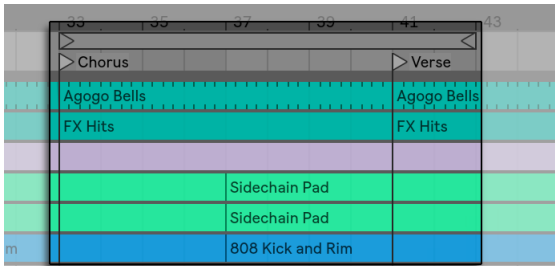 33 35 37 39 41 43
Chorus Verse
Agogo Bells Agogo Bells
FX Hits FX Hits
Sidechain Pad
Sidechain Pad
m 808 Kick and Rim